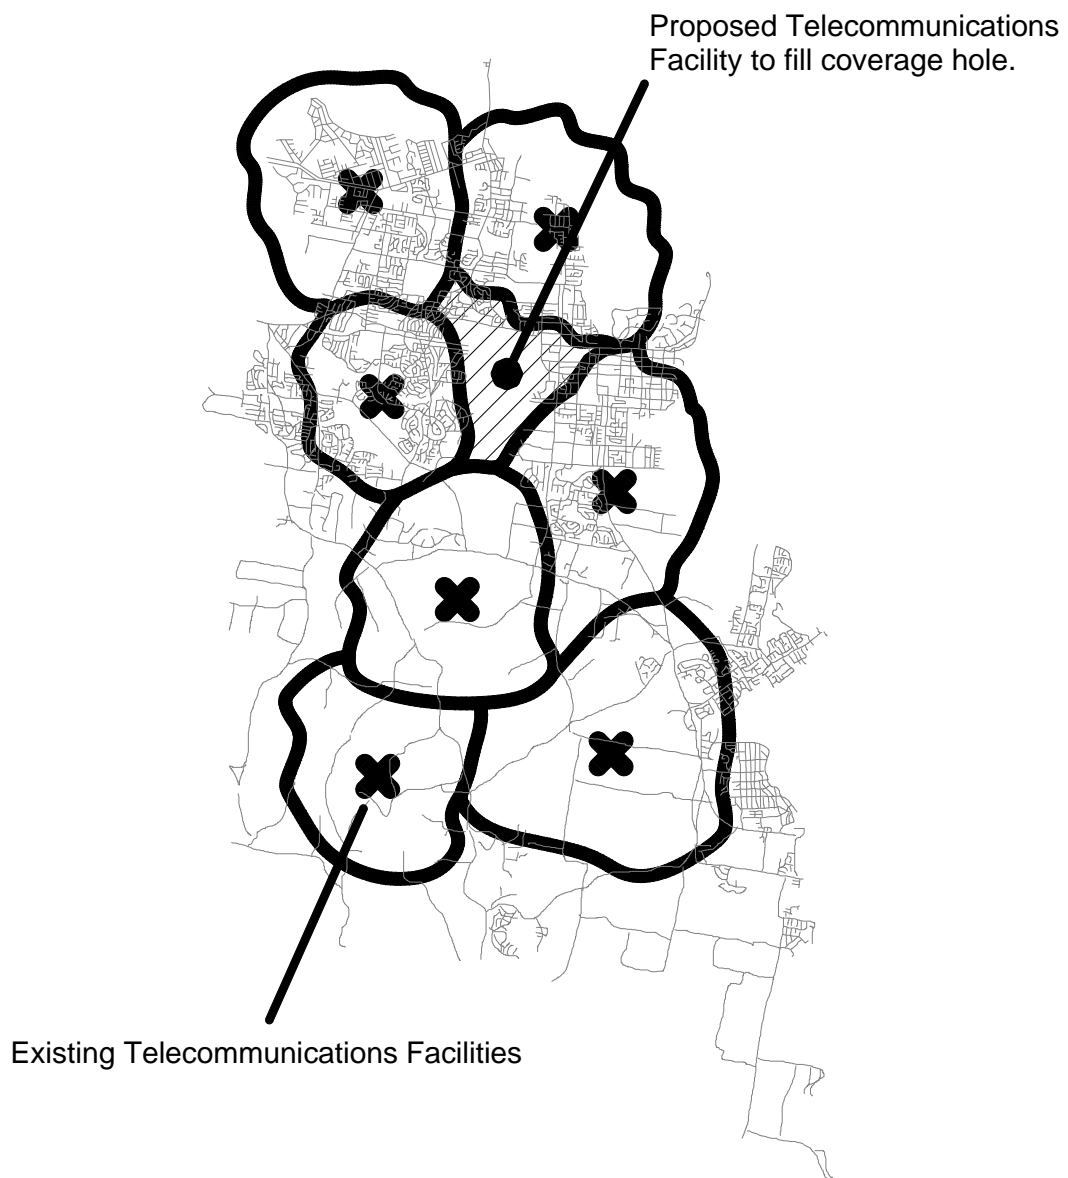 Proposed Telecommunications
Facility to fill coverage hole.
Existing Telecommunications Facilities